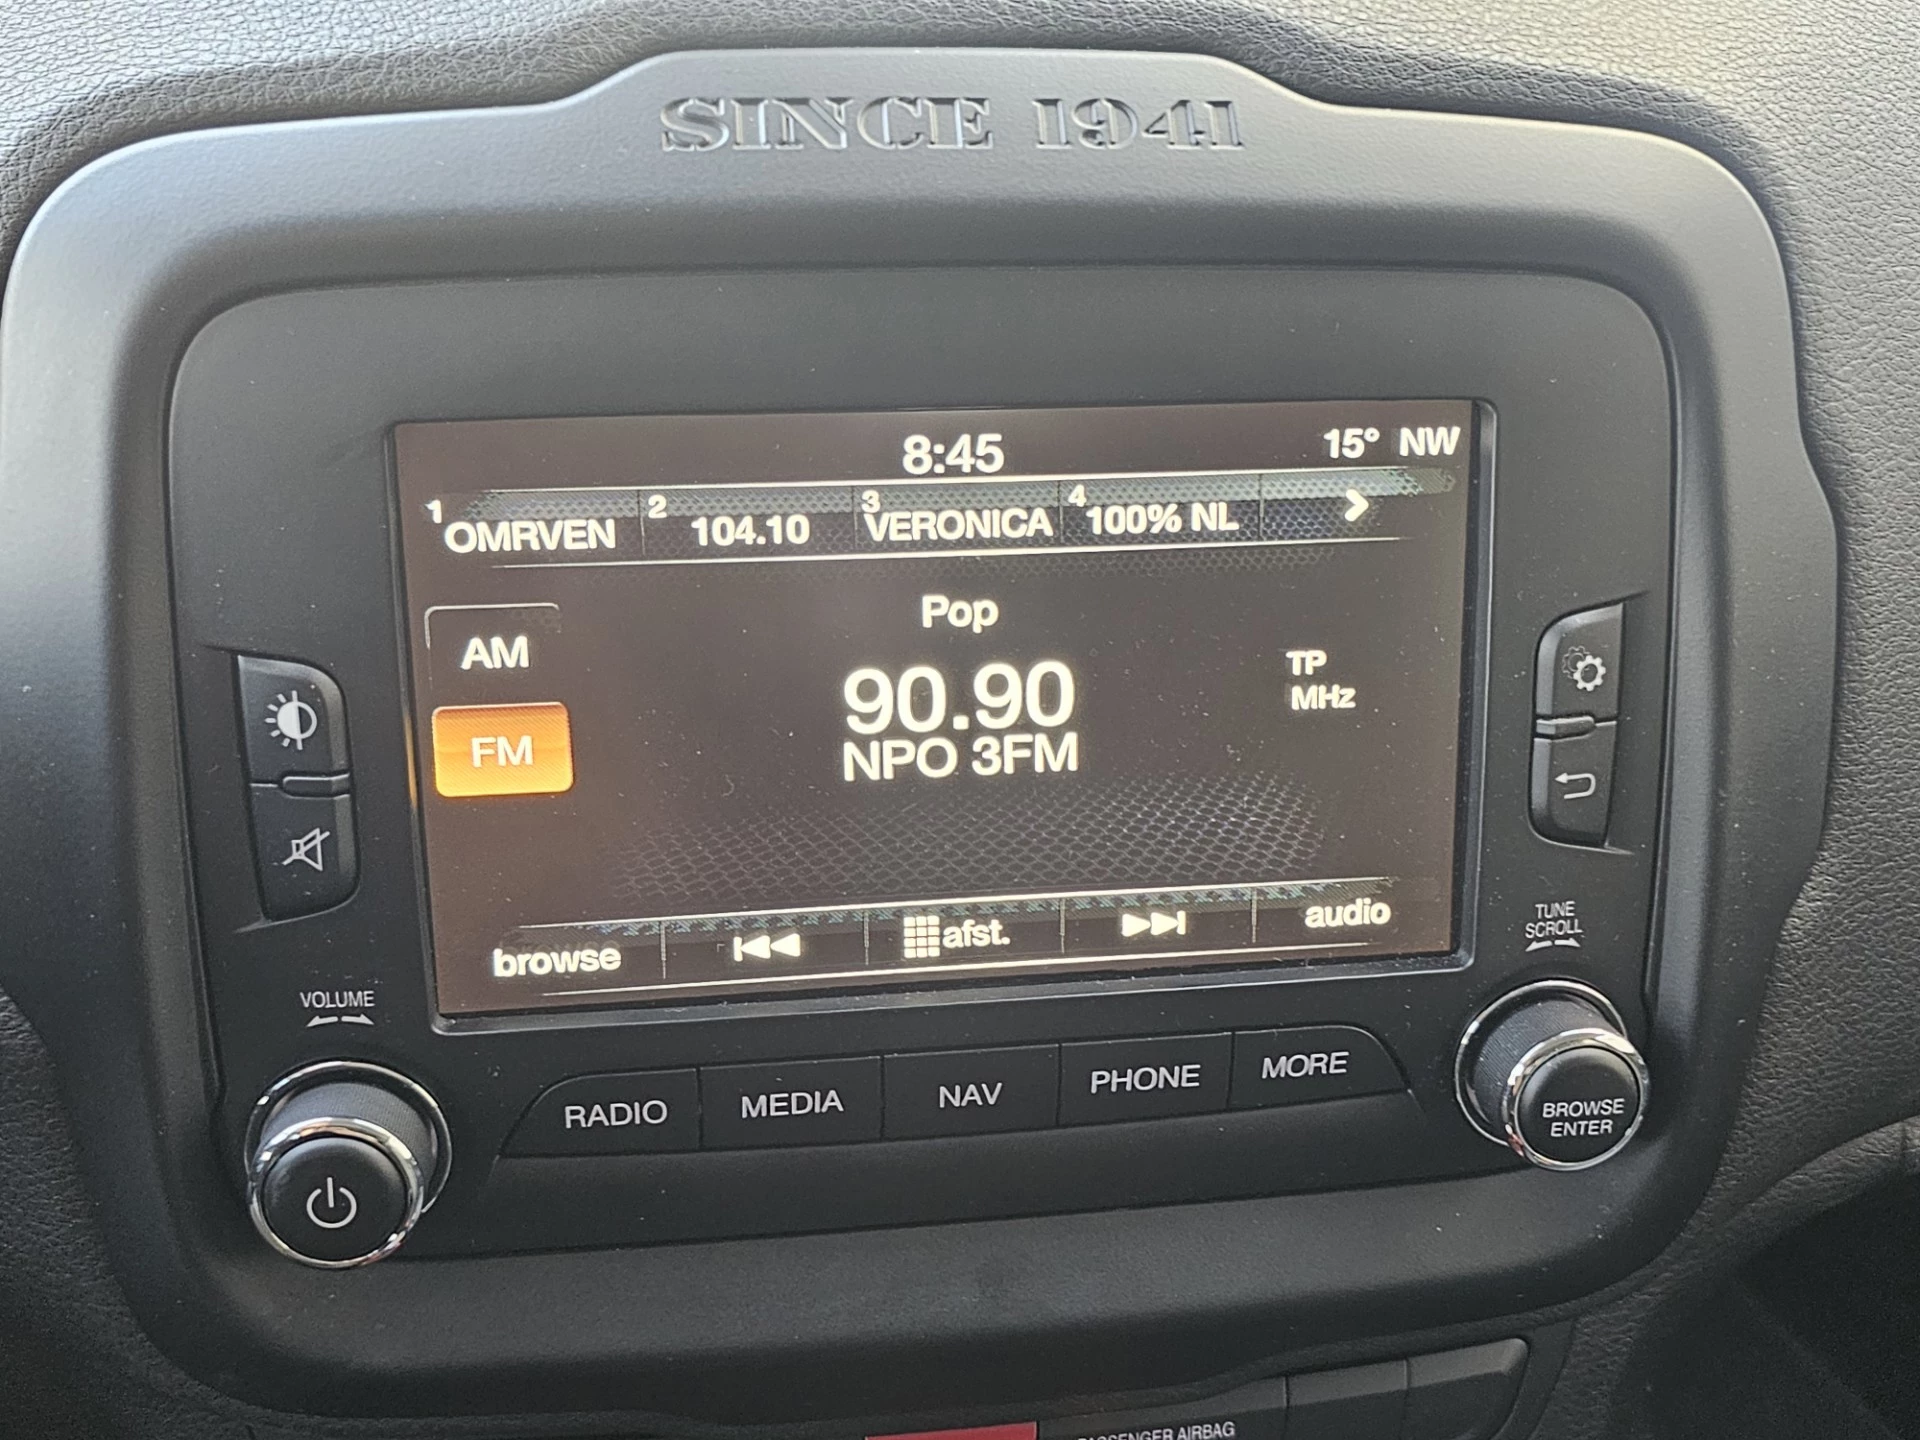 SINCE 1941
8:45
15° NW
1 OMRVEN
2 104.10
3 VERONICA
4 100% NL
Pop
AM
90.90
TP
MHz
FM
NPO 3FM
browse
afst.
audio
TUNE
SCROLL
VOLUME
RADIO
MEDIA
NAV
PHONE
MORE
BROWSE
ENTER
PASSENGER AIRBAG